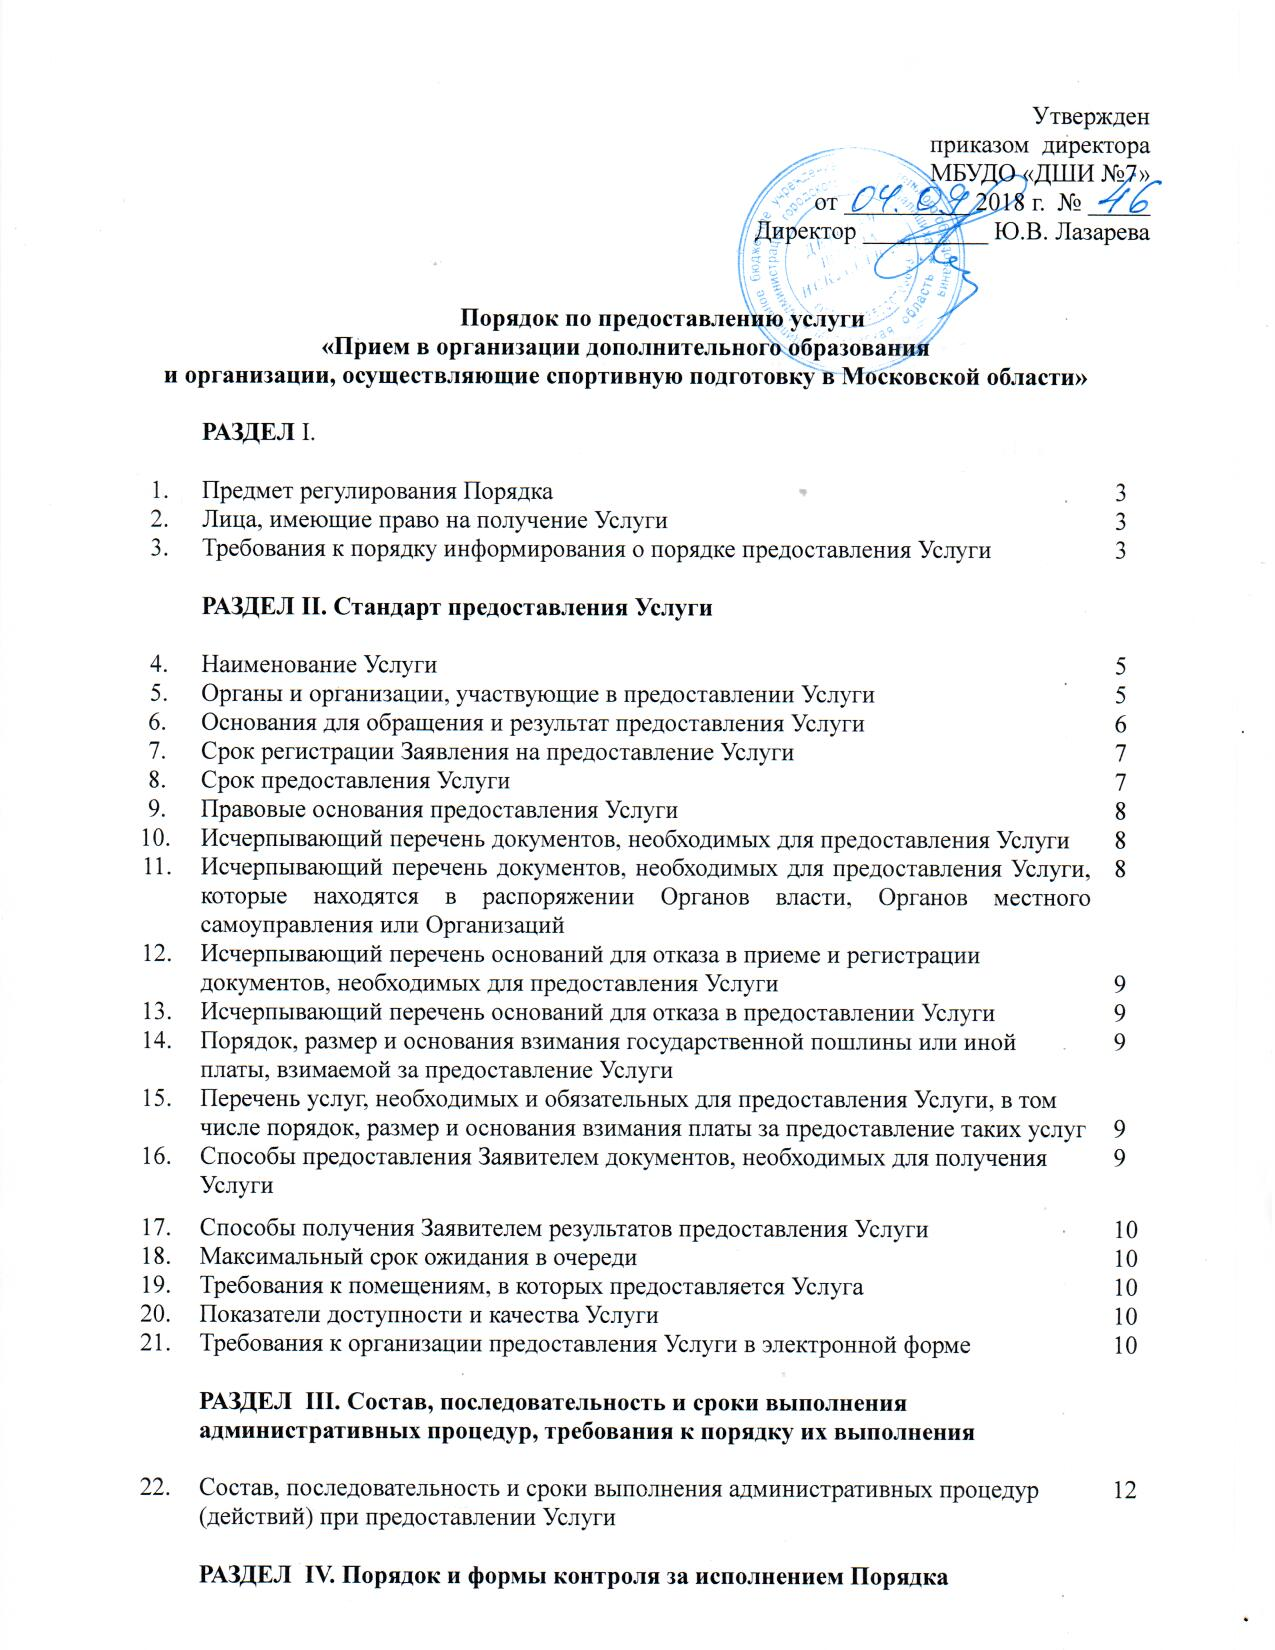 Утвержден
приказом директора
МБУДО «ДШИ №7»
от 04.09 2018 г. № 46
Директор __________ Ю.В. Лазарева
Порядок по предоставлению услуги
«Прием в организации дополнительного образования
и организации, осуществляющие спортивную подготовку в Московской области»
РАЗДЕЛ I.
1. Предмет регулирования Порядка 3
2. Лица, имеющие право на получение Услуги 3
3. Требования к порядку информирования о порядке предоставления Услуги 3
РАЗДЕЛ II. Стандарт предоставления Услуги
4. Наименование Услуги 5
5. Органы и организации, участвующие в предоставлении Услуги 5
6. Основания для обращения и результат предоставления Услуги 6
7. Срок регистрации Заявления на предоставление Услуги 7
8. Срок предоставления Услуги 7
9. Правовые основания предоставления Услуги 8
10. Исчерпывающий перечень документов, необходимых для предоставления Услуги 8
11. Исчерпывающий перечень документов, необходимых для предоставления Услуги, 8
которые находятся в распоряжении Органов власти, Органов местного
самоуправления или Организаций
12. Исчерпывающий перечень оснований для отказа в приеме и регистрации
документов, необходимых для предоставления Услуги 9
13. Исчерпывающий перечень оснований для отказа в предоставлении Услуги 9
14. Порядок, размер и основания взимания государственной пошлины или иной 9
платы, взимаемой за предоставление Услуги
15. Перечень услуг, необходимых и обязательных для предоставления Услуги, в том
числе порядок, размер и основания взимания платы за предоставление таких услуг 9
16. Способы предоставления Заявителем документов, необходимых для получения 9
Услуги
17. Способы получения Заявителем результатов предоставления Услуги 10
18. Максимальный срок ожидания в очереди 10
19. Требования к помещениям, в которых предоставляется Услуга 10
20. Показатели доступности и качества Услуги 10
21. Требования к организации предоставления Услуги в электронной форме 10
РАЗДЕЛ III. Состав, последовательность и сроки выполнения
административных процедур, требования к порядку их выполнения
22. Состав, последовательность и сроки выполнения административных процедур 12
(действий) при предоставлении Услуги
РАЗДЕЛ IV. Порядок и формы контроля за исполнением Порядка